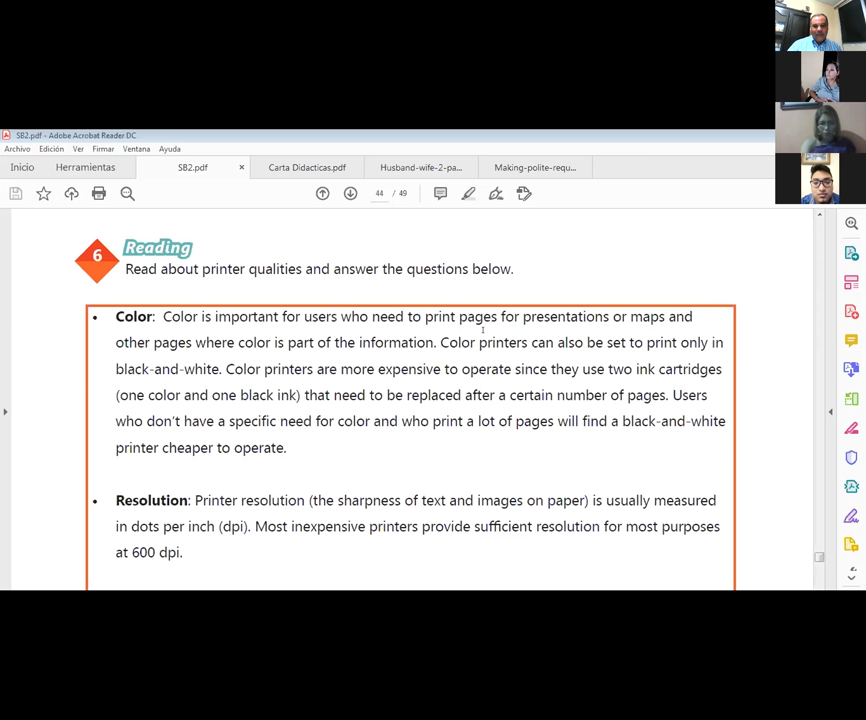 SB2.pdf - Adobe Acrobat Reader DC
Archivo Edición Ver Firmar Ventana Ayuda
Inicio Herramientas SB2.pdf × Carta Didacticas.pdf Husband-wife-2-pa... Making-polite-requ...
44 / 49
6 Reading
Read about printer qualities and answer the questions below.
• Color: Color is important for users who need to print pages for presentations or maps and
other pages where color is part of the information. Color printers can also be set to print only in
black-and-white. Color printers are more expensive to operate since they use two ink cartridges
(one color and one black ink) that need to be replaced after a certain number of pages. Users
who don't have a specific need for color and who print a lot of pages will find a black-and-white
printer cheaper to operate.
• Resolution: Printer resolution (the sharpness of text and images on paper) is usually measured
in dots per inch (dpi). Most inexpensive printers provide sufficient resolution for most purposes
at 600 dpi.